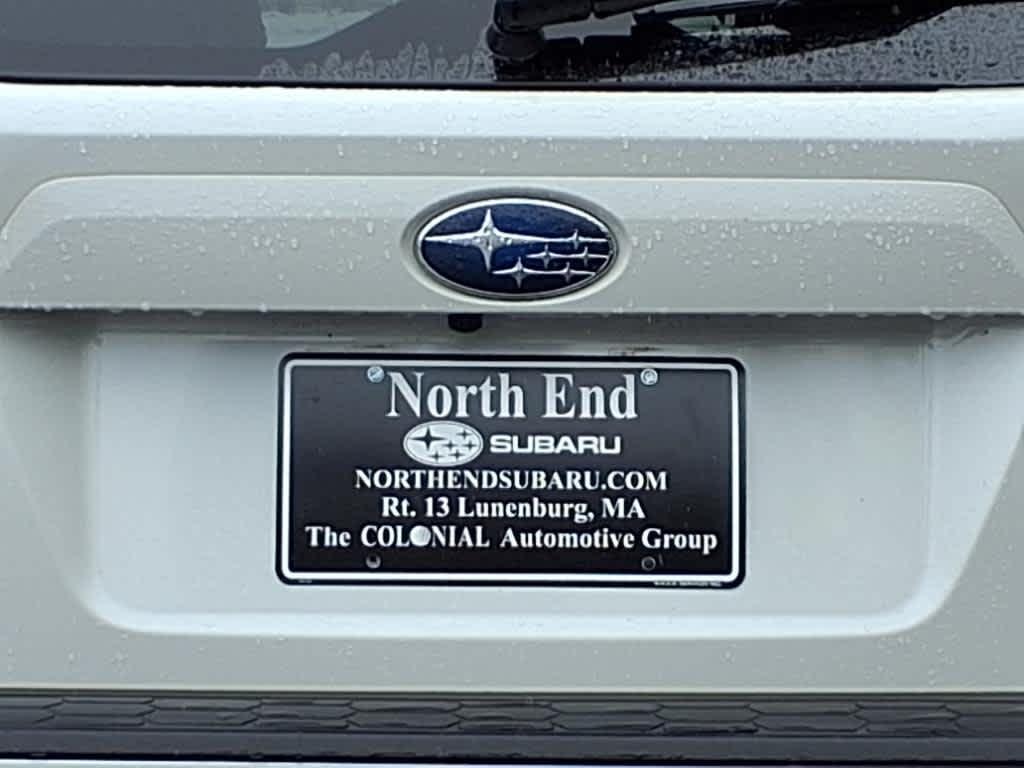 North End
SUBARU
NORTHENDSUBARU.COM
Rt. 13 Lunenburg, MA
The COLONIAL Automotive Group